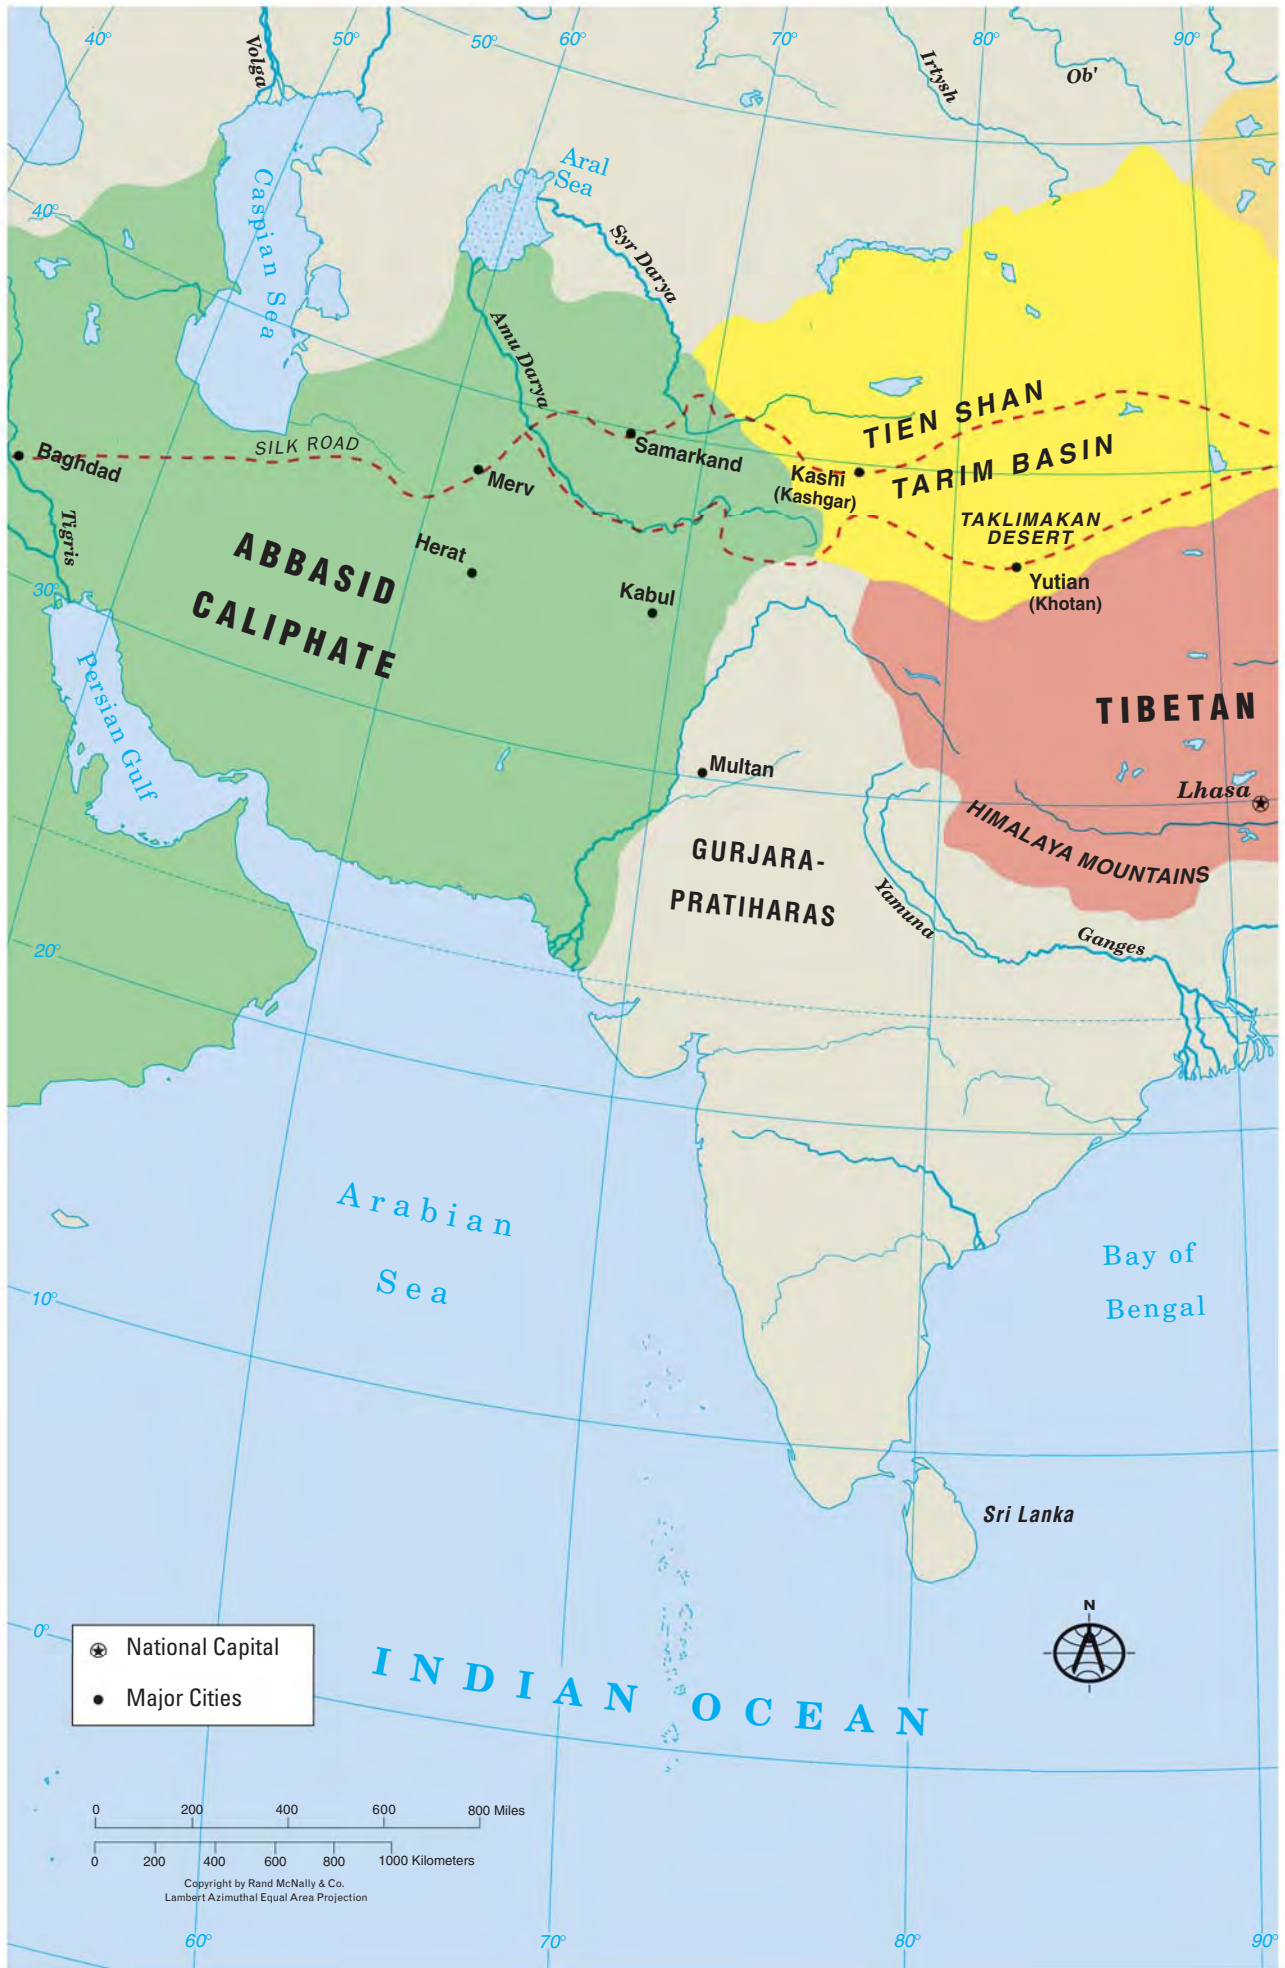 40°
Volga
50°
50°
60°
70°
Irtysh
80°
Ob'
90°
Aral
Sea
Caspian Sea
40°
Syr Darya
Amu Darya
TIEN SHAN
SILK ROAD
Baghdad
Samarkand
Merv
Kashi
(Kashgar)
TARIM BASIN
TAKLIMAKAN
DESERT
Tigris
Herat
ABBASID
CALIPHATE
Kabul
Yutian
(Khotan)
30°
Persian Gulf
TIBETAN
Multan
Lhasa
HIMALAYA MOUNTAINS
GURJARA-
PRATIHARAS
Yamuna
Ganges
20°
Arabian
Sea
Bay of
Bengal
10°
Sri Lanka
N
0°
National Capital
Major Cities
INDIAN OCEAN
0 200 400 600 800 Miles
0 200 400 600 800 1000 Kilometers
Copyright by Rand McNally & Co.
Lambert Azimuthal Equal Area Projection
60°
70°
80°
90°